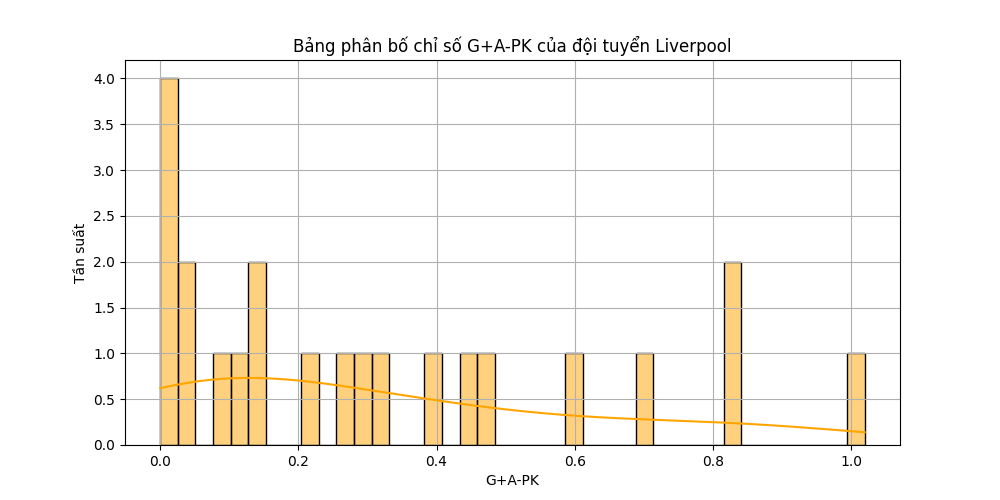 Bảng phân bố chỉ số G+A-PK của đội tuyển Liverpool
4.0
3.5
3.0
2.5
2.0
1.5
1.0
0.5
0.0
Tần suất
0.0 0.2 0.4 0.6 0.8 1.0
G+A-PK